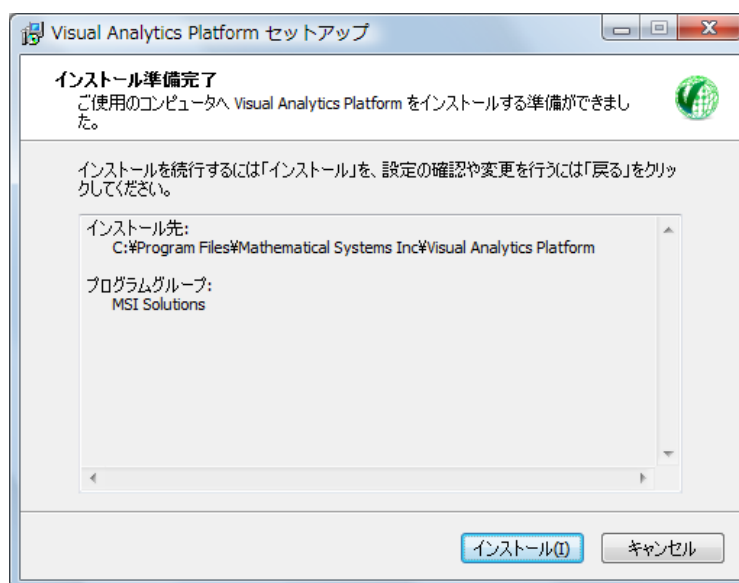 Visual Analytics Platform セットアップ
インストール準備完了
ご使用のコンピュータへ Visual Analytics Platform をインストールする準備ができまし
た。
インストールを続行するには「インストール」を、設定の確認や変更を行うには「戻る」をクリッ
クしてください。
インストール先:
C:¥Program Files¥Mathematical Systems Inc¥Visual Analytics Platform
プログラムグループ:
MSI Solutions
インストール(I)
キャンセル